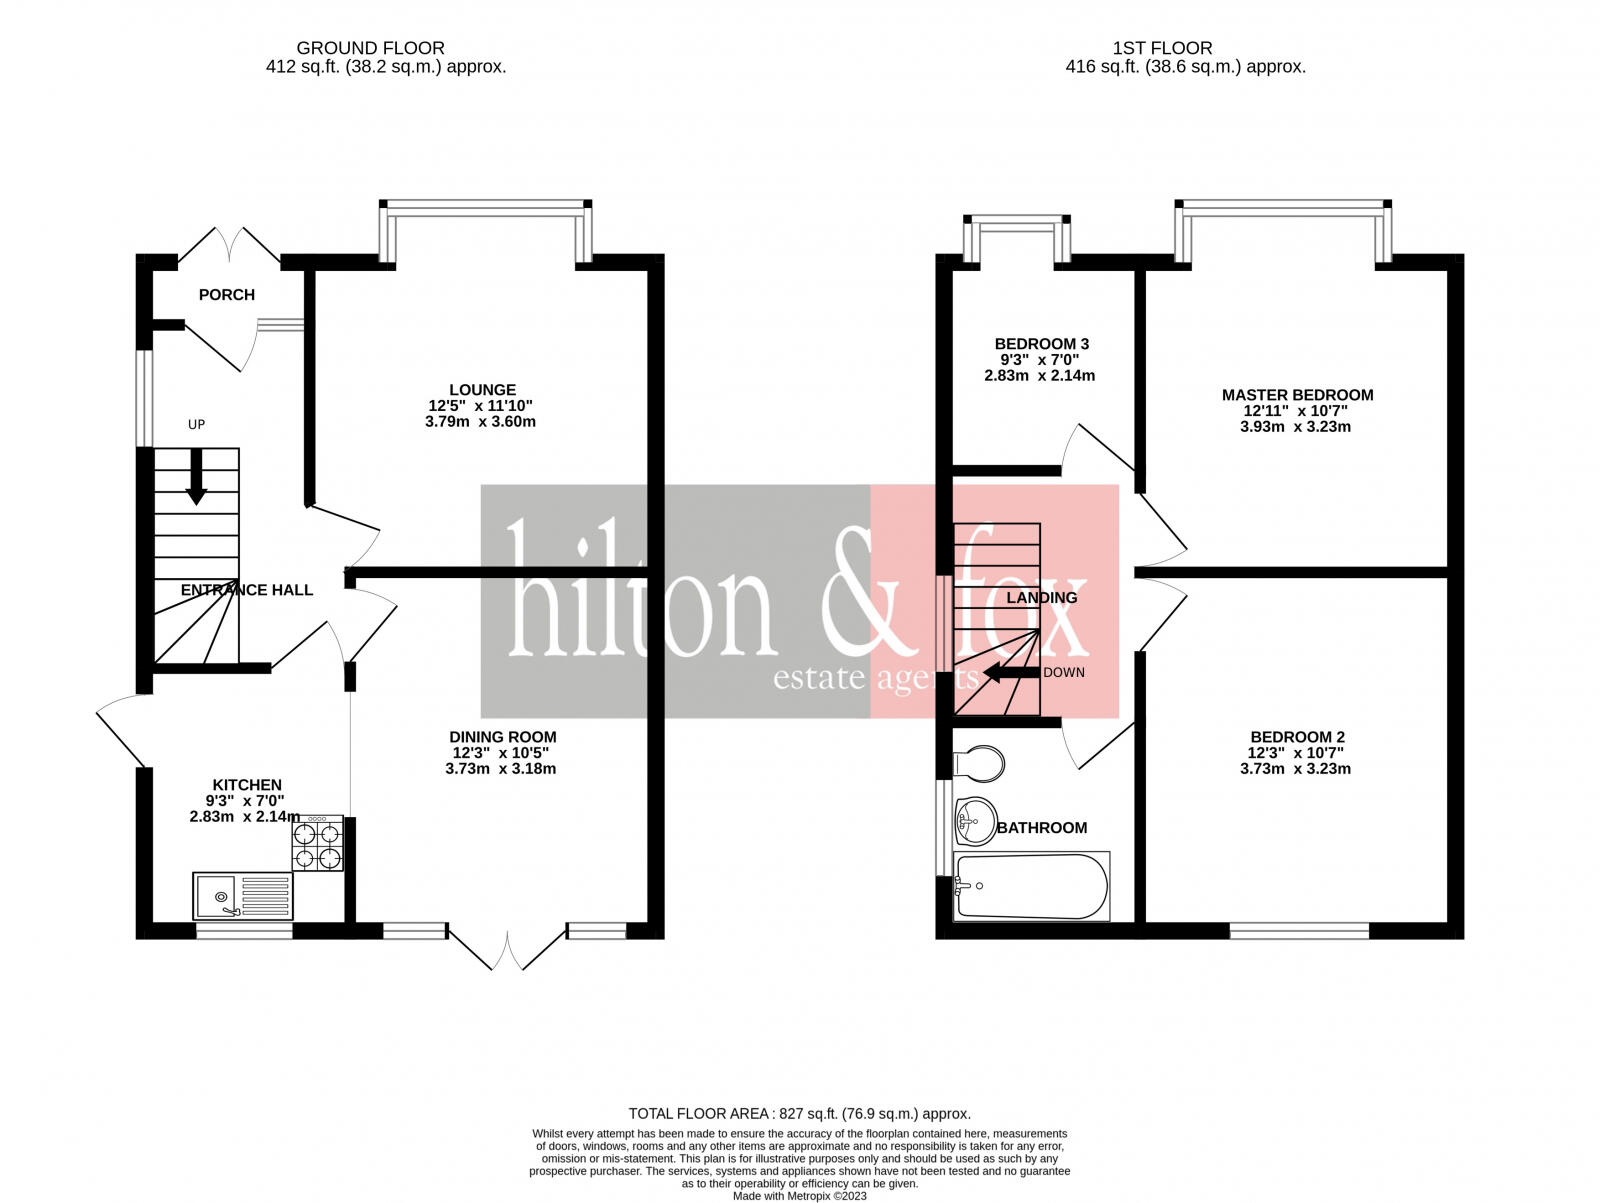 GROUND FLOOR
412 sq.ft. (38.2 sq.m.) approx.
1ST FLOOR
416 sq.ft. (38.6 sq.m.) approx.
PORCH
LOUNGE
12'5" x 11'10"
3.79m x 3.60m
UP
ENTRANCE HALL
DINING ROOM
12'3" x 10'5"
3.73m x 3.18m
KITCHEN
9'3" x 7'0"
2.83m x 2.14m
BEDROOM 3
9'3" x 7'0"
2.83m x 2.14m
MASTER BEDROOM
12'11" x 10'7"
3.93m x 3.23m
LANDING
DOWN
BEDROOM 2
12'3" x 10'7"
3.73m x 3.23m
BATHROOM
hilton & fox
estate agents
TOTAL FLOOR AREA : 827 sq.ft. (76.9 sq.m.) approx.
Whilst every attempt has been made to ensure the accuracy of the floorplan contained here, measurements
of doors, windows, rooms and any other items are approximate and no responsibility is taken for any error,
omission or mis-statement. This plan is for illustrative purposes only and should be used as such by any
prospective purchaser. The services, systems and appliances shown have not been tested and no guarantee
as to their operability or efficiency can be given.
Made with Metropix ©2023